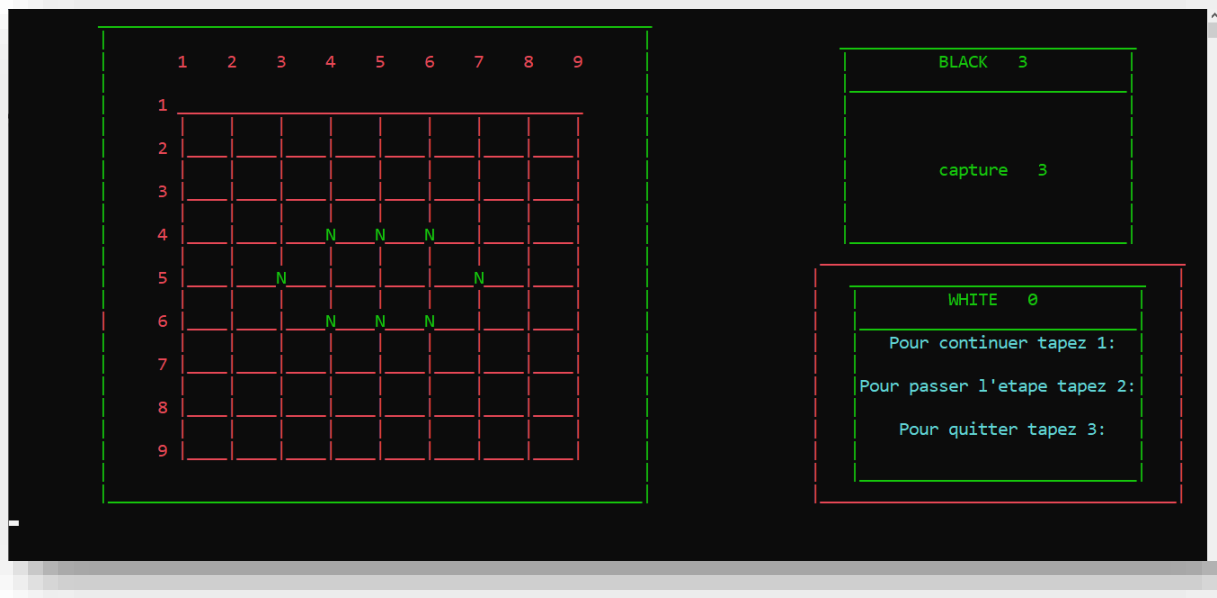 1 2 3 4 5 6 7 8 9
1
2
3
4 N N N
5 N N
6 N N N
7
8
9
BLACK 3
capture 3
WHITE 0
Pour continuer tapez 1:
Pour passer l'etape tapez 2:
Pour quitter tapez 3: